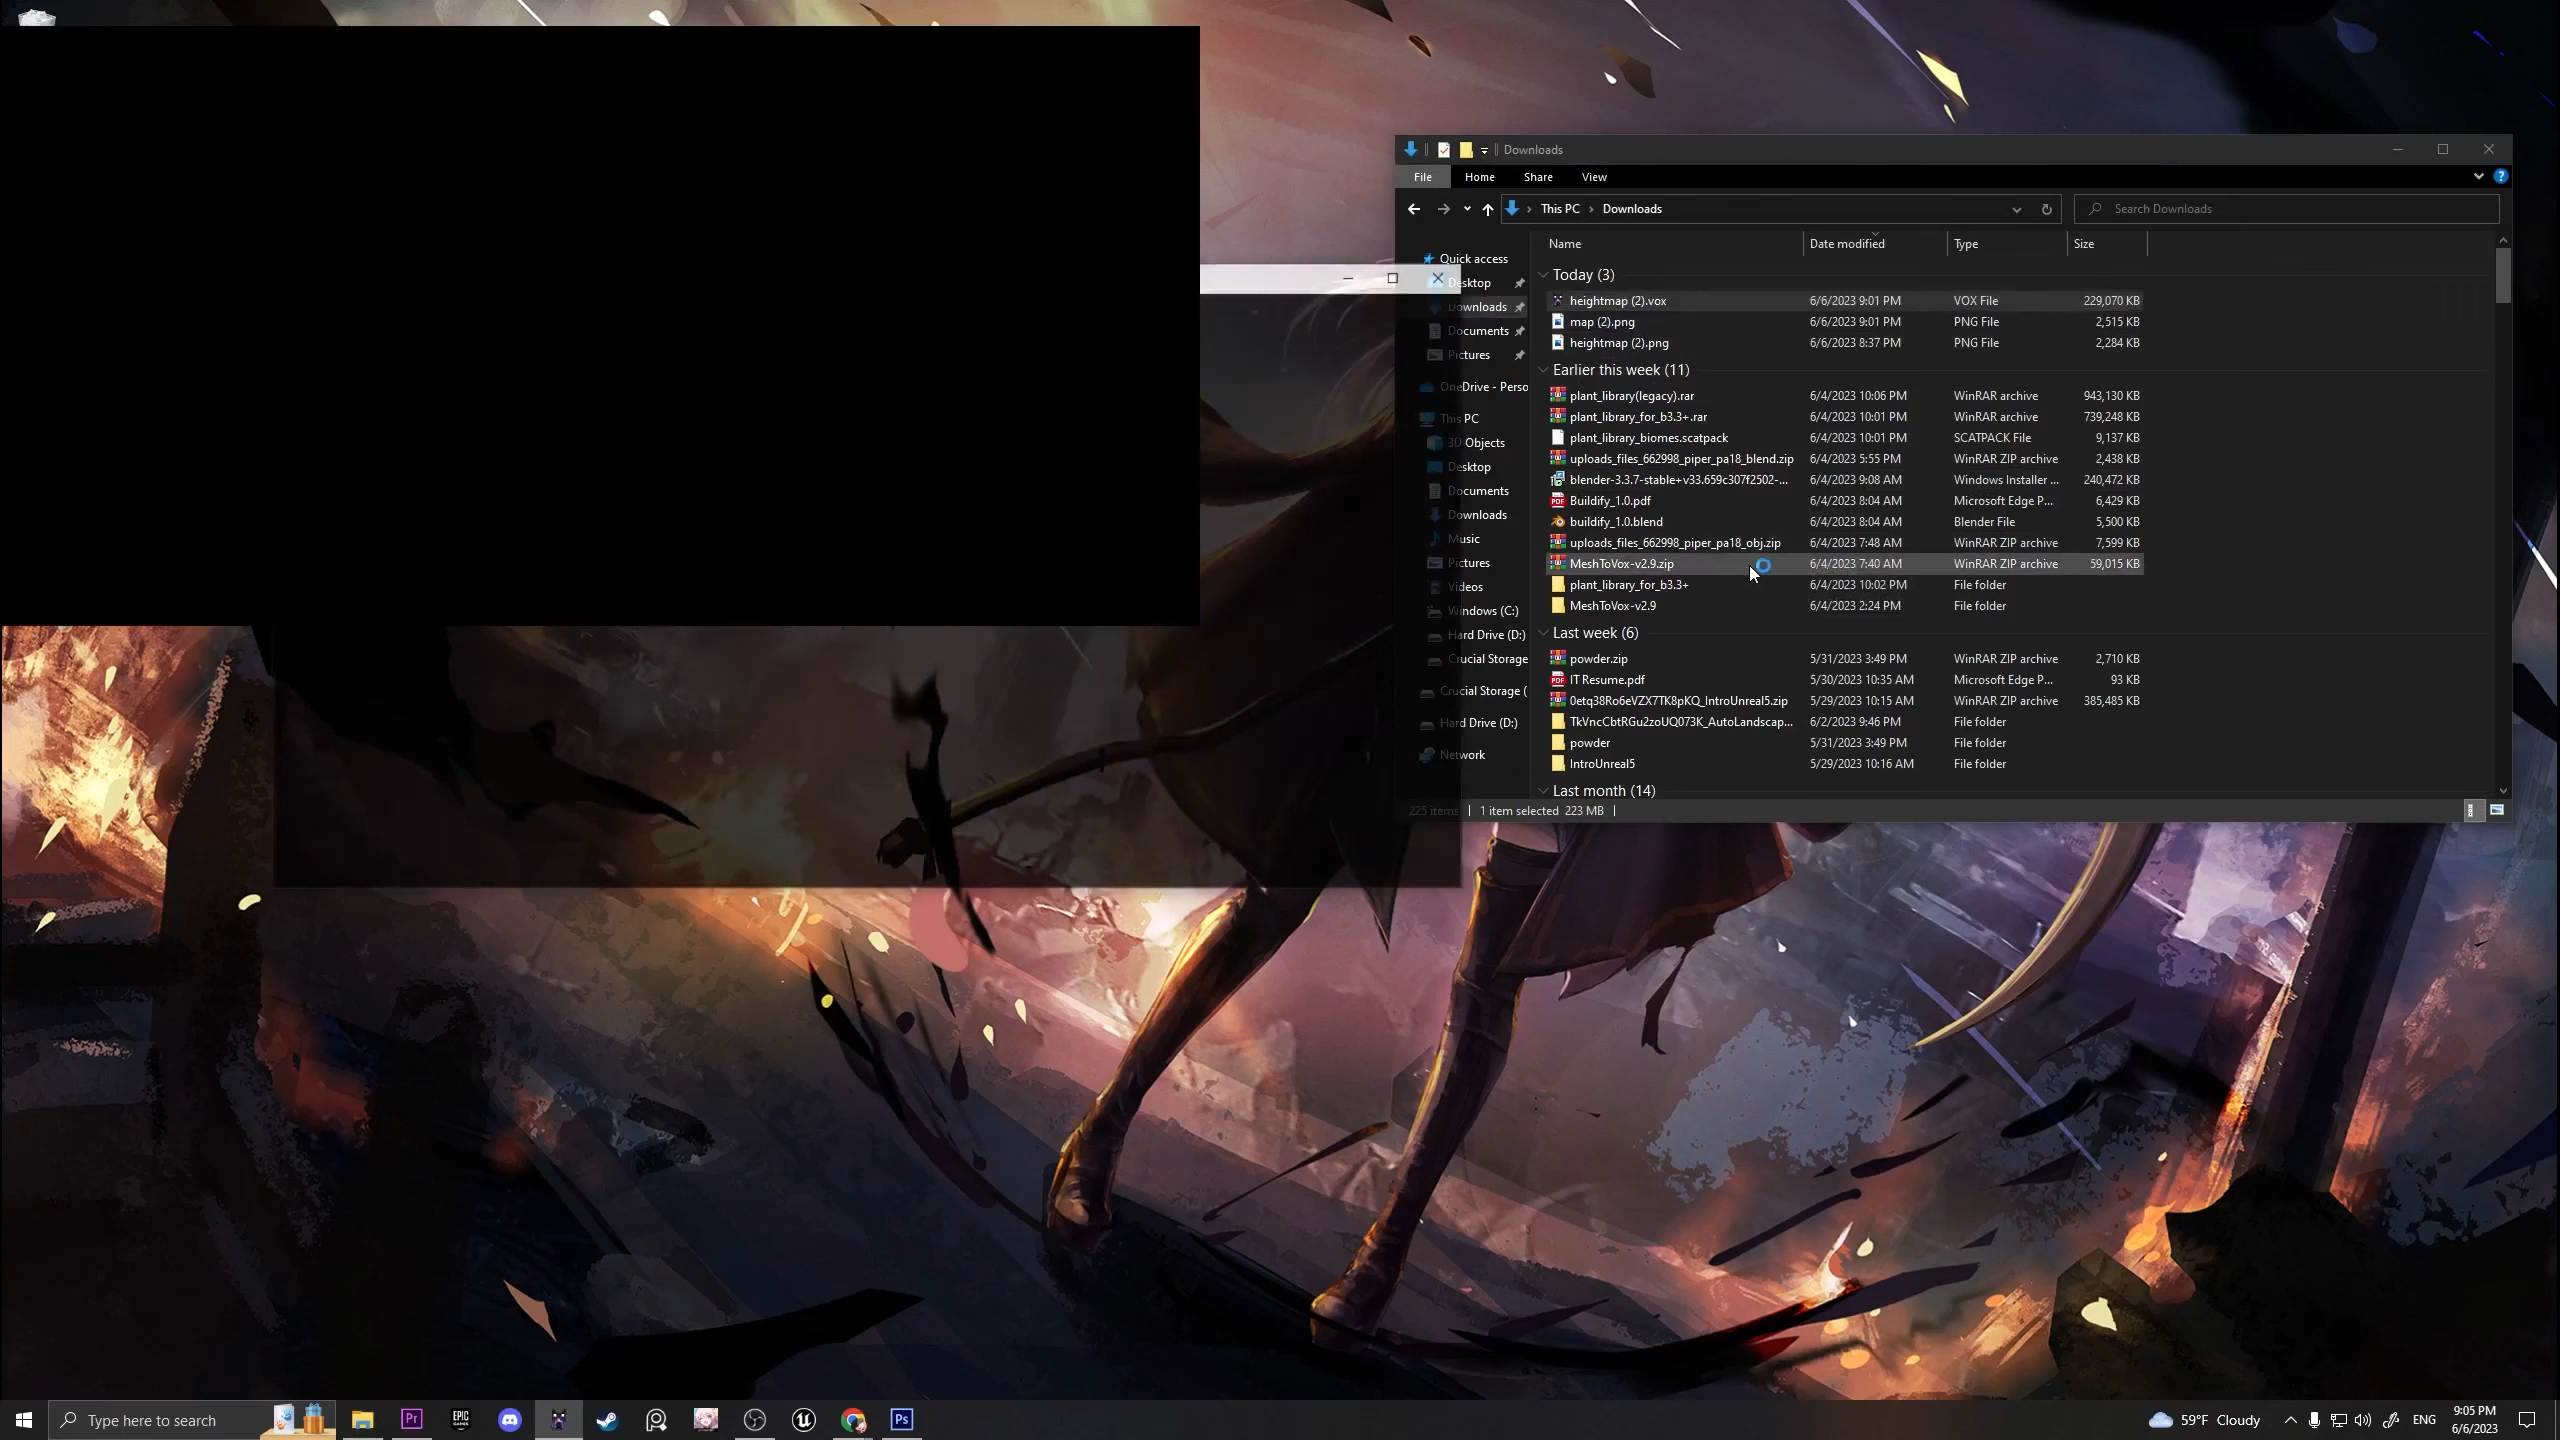 Downloads
File
Home
Share
View
This PC
Downloads
Search Downloads
Name
Date modified
Type
Size
Quick access
Desktop
Downloads
Documents
Pictures
OneDrive - Perso
This PC
3D Objects
Desktop
Documents
Downloads
Music
Pictures
Videos
Windows (C:)
Hard Drive (D:)
Crucial Storage
Crucial Storage (
Hard Drive (D:)
Network
Today (3)
heightmap (2).vox 6/6/2023 9:01 PM VOX File 229,070 KB
map (2).png 6/6/2023 9:01 PM PNG File 2,515 KB
heightmap (2).png 6/6/2023 8:37 PM PNG File 2,284 KB
Earlier this week (11)
plant_library(legacy).rar 6/4/2023 10:06 PM WinRAR archive 943,130 KB
plant_library_for_b3.3+.rar 6/4/2023 10:01 PM WinRAR archive 739,248 KB
plant_library_biomes.scatpack 6/4/2023 10:01 PM SCATPACK File 9,137 KB
uploads_files_662998_piper_pa18_blend.zip 6/4/2023 5:55 PM WinRAR ZIP archive 2,438 KB
blender-3.3.7-stable+v33.659c307f2502-... 6/4/2023 9:08 AM Windows Installer ... 240,472 KB
Buildify_1.0.pdf 6/4/2023 8:04 AM Microsoft Edge P... 6,429 KB
buildify_1.0.blend 6/4/2023 8:04 AM Blender File 5,500 KB
uploads_files_662998_piper_pa18_obj.zip 6/4/2023 7:48 AM WinRAR ZIP archive 7,599 KB
MeshToVox-v2.9.zip 6/4/2023 7:40 AM WinRAR ZIP archive 59,015 KB
plant_library_for_b3.3+ 6/4/2023 10:02 PM File folder
MeshToVox-v2.9 6/4/2023 2:24 PM File folder
Last week (6)
powder.zip 5/31/2023 3:49 PM WinRAR ZIP archive 2,710 KB
IT Resume.pdf 5/30/2023 10:35 AM Microsoft Edge P... 93 KB
0etq38Ro6eVZX7TK8pKQ_IntroUnreal5.zip 5/29/2023 10:15 AM WinRAR ZIP archive 385,485 KB
TkVncCbtRGu2zoUQ073K_AutoLandscap... 6/2/2023 9:46 PM File folder
powder 5/31/2023 3:49 PM File folder
IntroUnreal5 5/29/2023 10:16 AM File folder
Last month (14)
225 items
1 item selected 223 MB
Type here to search
Pr
EPIC GAMES
Ps
59°F Cloudy
ENG
9:05 PM
6/6/2023